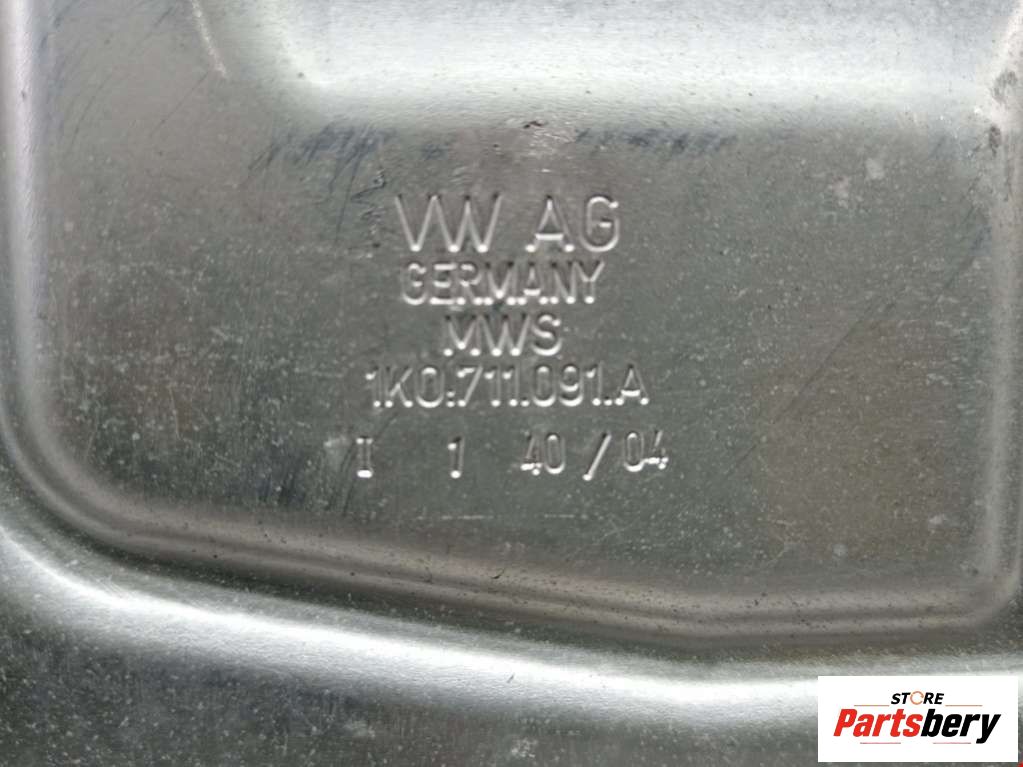 VW AG
GERMANY
MWS
1K0.711.091.A
I 1 40/04
STORE
Partsbery